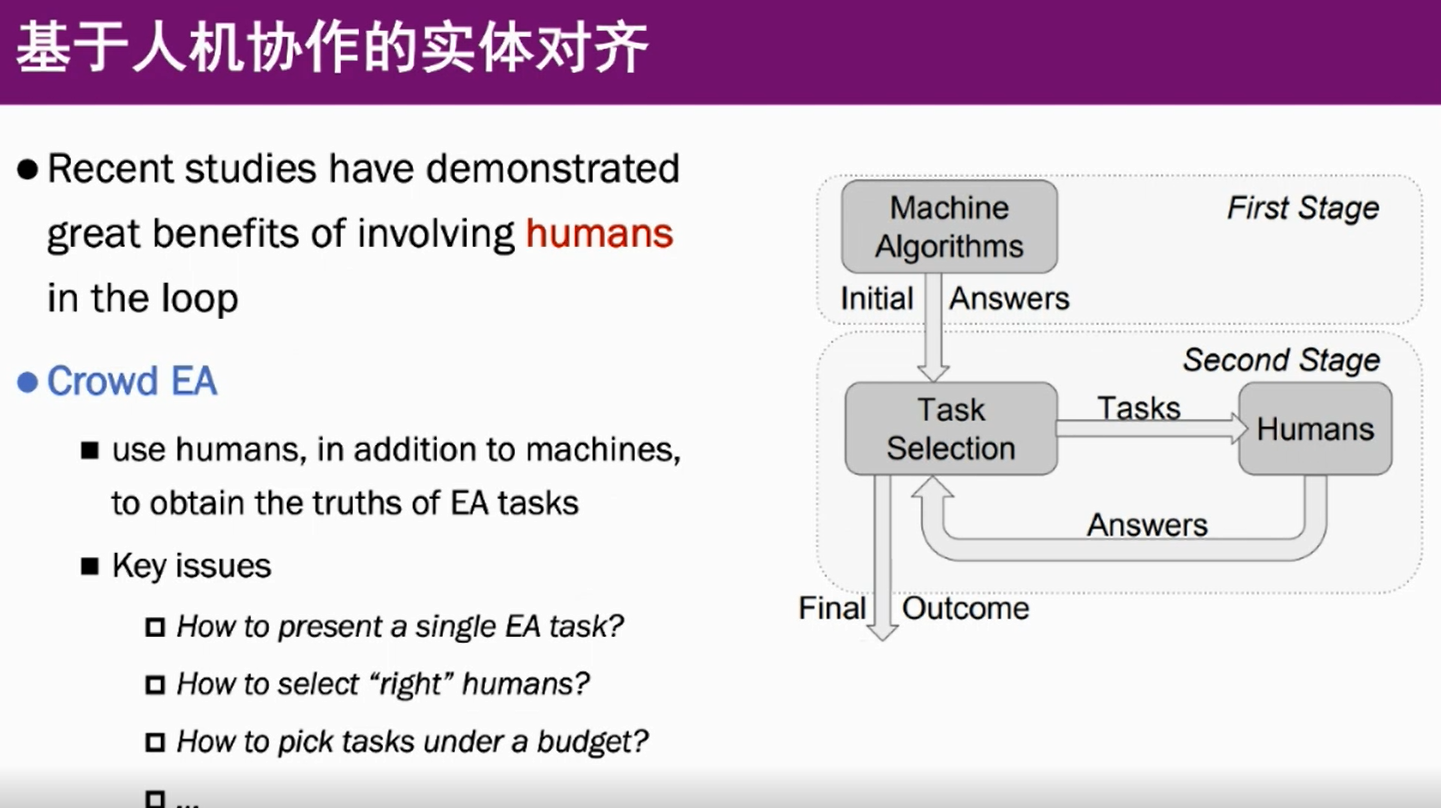 基于人机协作的实体对齐
● Recent studies have demonstrated
great benefits of involving humans
in the loop
● Crowd EA
■ use humans, in addition to machines,
to obtain the truths of EA tasks
■ Key issues
How to present a single EA task?
How to select “right” humans?
How to pick tasks under a budget?
...
First Stage
Machine
Algorithms
Initial Answers
Second Stage
Task
Selection
Tasks
Humans
Answers
Final Outcome